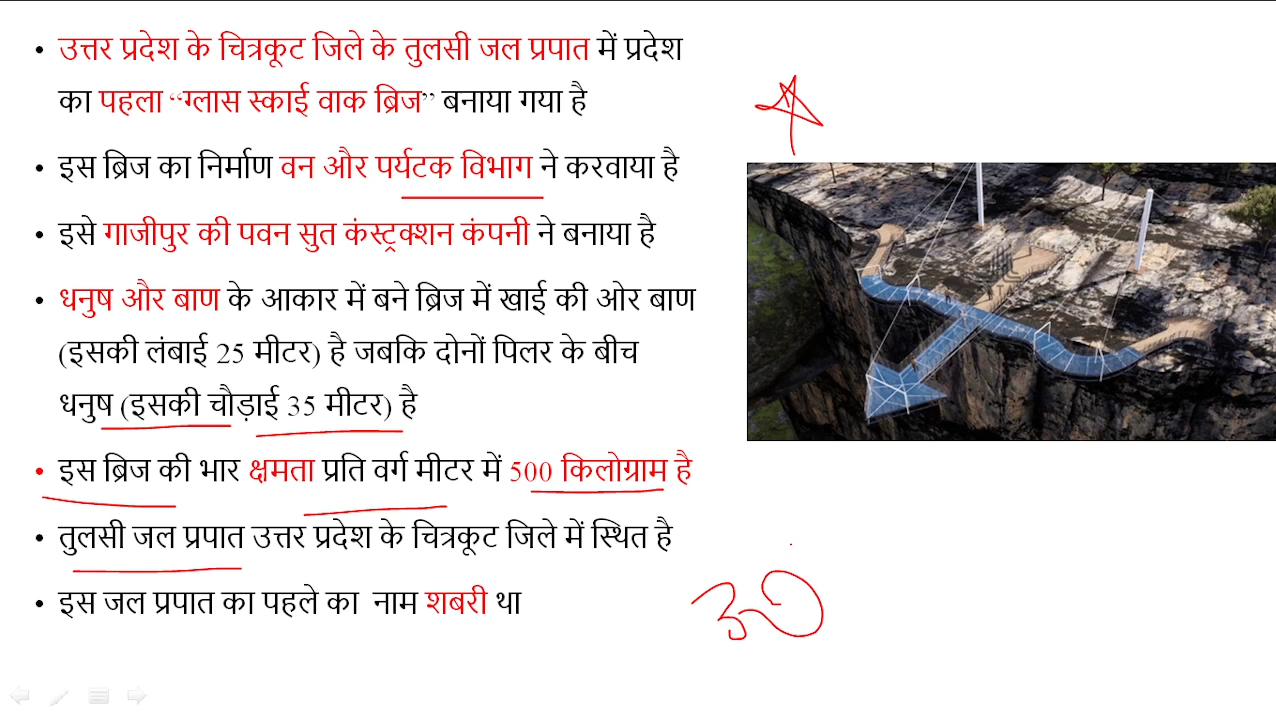 • उत्तर प्रदेश के चित्रकूट जिले के तुलसी जल प्रपात में प्रदेश
का पहला “ग्लास स्काई वाक ब्रिज” बनाया गया है
• इस ब्रिज का निर्माण वन और पर्यटक विभाग ने करवाया है
• इसे गाजीपुर की पवन सुत कंस्ट्रक्शन कंपनी ने बनाया है
• धनुष और बाण के आकार में बने ब्रिज में खाई की ओर बाण
(इसकी लंबाई 25 मीटर) है जबकि दोनों पिलर के बीच
धनुष (इसकी चौड़ाई 35 मीटर) है
• इस ब्रिज की भार क्षमता प्रति वर्ग मीटर में 500 किलोग्राम है
• तुलसी जल प्रपात उत्तर प्रदेश के चित्रकूट जिले में स्थित है
• इस जल प्रपात का पहले का नाम शबरी था